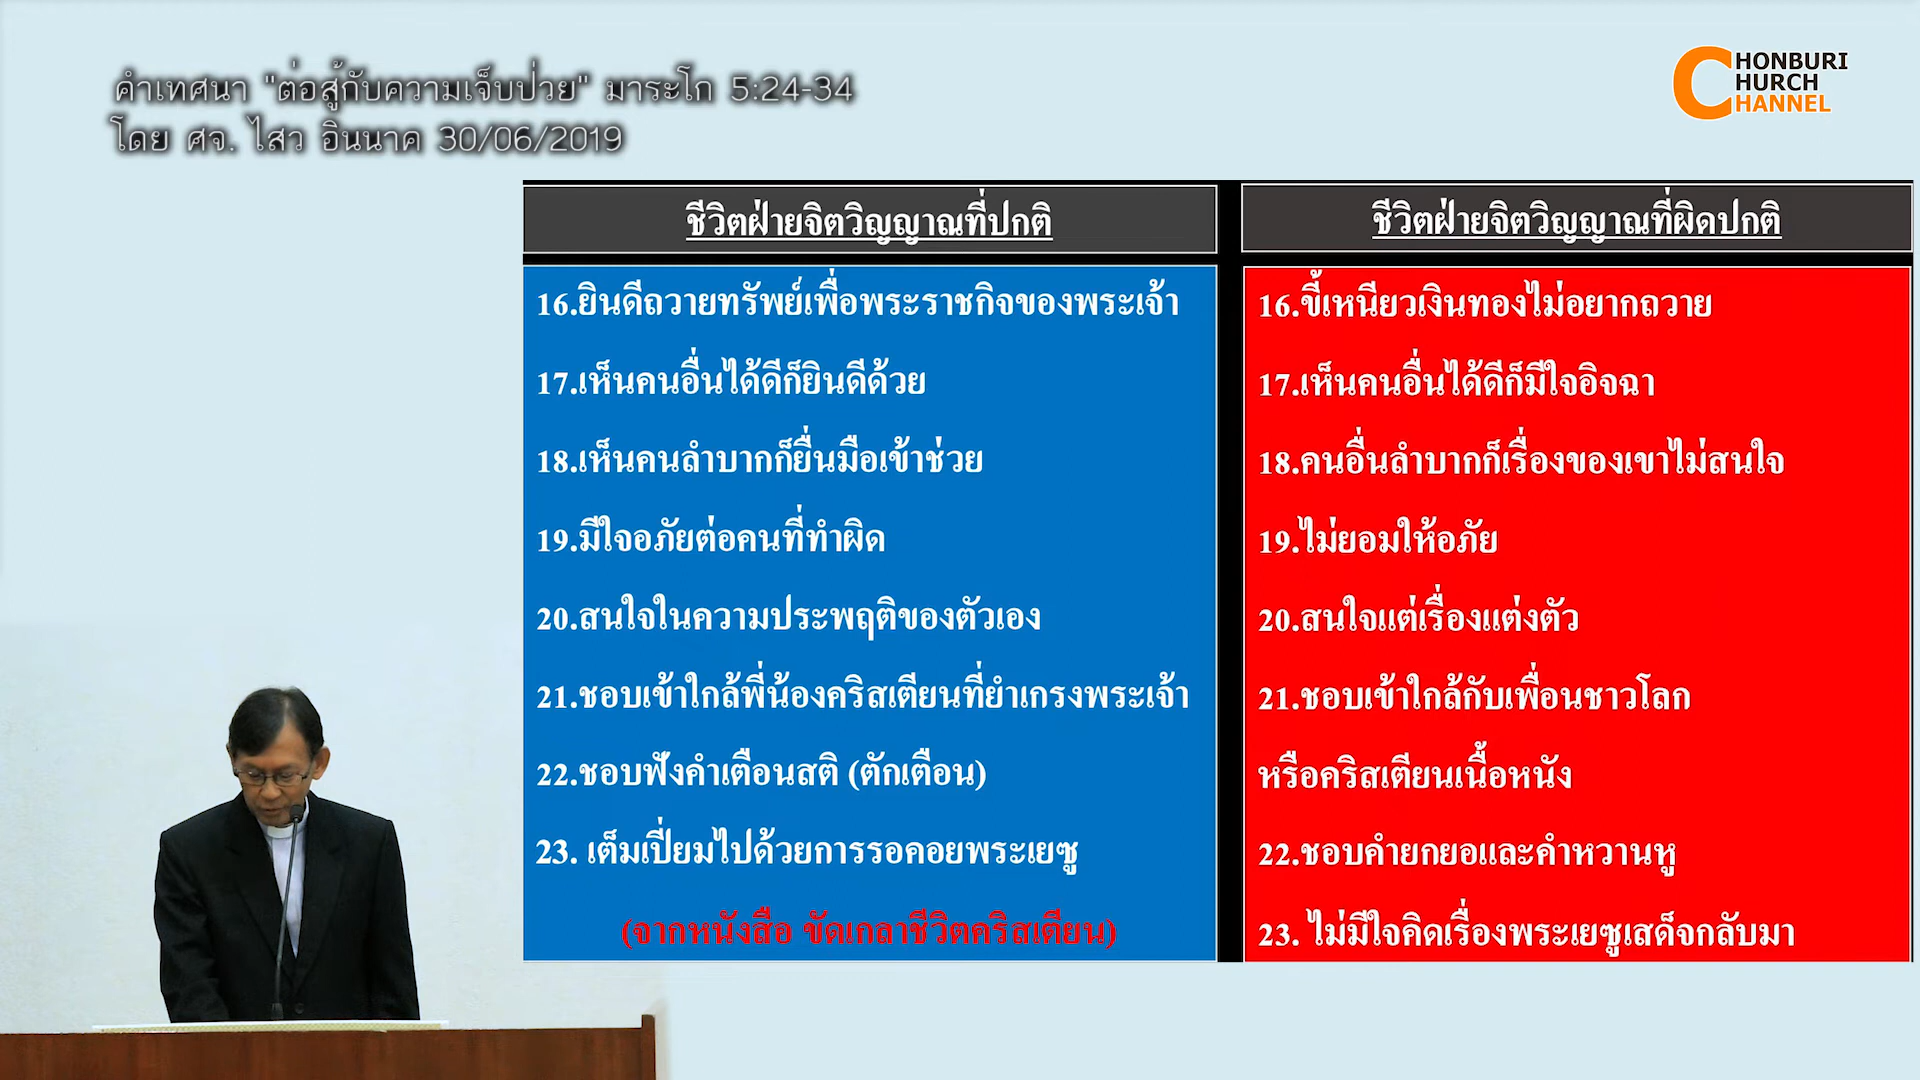 คำเทศนา "ต่อสู้กับความเจ็บป่วย" มาระโก 5:24-34
โดย ศจ. ไสว อินนาค 30/06/2019
CHONBURI
CHURCH
CHANNEL
ชีวิตฝ่ายจิตวิญญาณที่ปกติ
16.ยินดีถวายทรัพย์เพื่อพระราชกิจของพระเจ้า
17.เห็นคนอื่นได้ดีก็ยินดีด้วย
18.เห็นคนลำบากก็ยื่นมือเข้าช่วย
19.มีใจอภัยต่อคนที่ทำผิด
20.สนใจในความประพฤติของตัวเอง
21.ชอบเข้าใกล้พี่น้องคริสเตียนที่ยำเกรงพระเจ้า
22.ชอบฟังคำเตือนสติ (ตักเตือน)
23. เต็มเปี่ยมไปด้วยการรอคอยพระเยซู
(จากหนังสือ ขัดเกลาชีวิตคริสเตียน)
ชีวิตฝ่ายจิตวิญญาณที่ผิดปกติ
16.ขี้เหนียวเงินทองไม่อยากถวาย
17.เห็นคนอื่นได้ดีก็มีใจอิจฉา
18.คนอื่นลำบากก็เรื่องของเขาไม่สนใจ
19.ไม่ยอมให้อภัย
20.สนใจแต่เรื่องแต่งตัว
21.ชอบเข้าใกล้กับเพื่อนชาวโลก
หรือคริสเตียนเนื้อหนัง
22.ชอบคำยกยอและคำหวานหู
23. ไม่มีใจคิดเรื่องพระเยซูเสด็จกลับมา